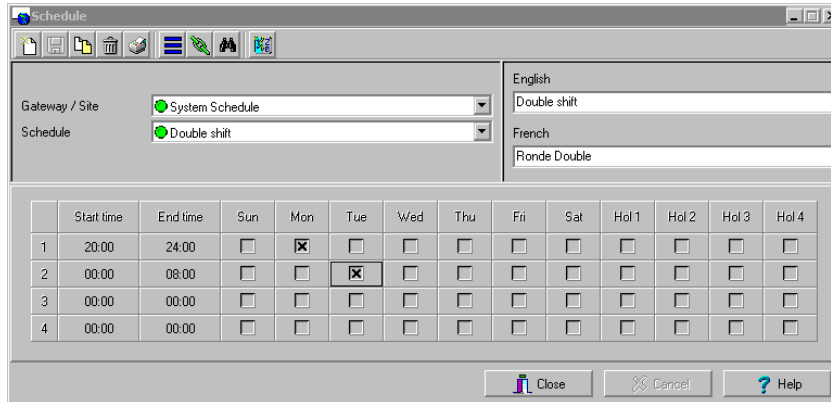 Schedule
English
Gateway / Site System Schedule Double shift
Schedule Double shift French
Ronde Double
Start time End time Sun Mon Tue Wed Thu Fri Sat Hol 1 Hol 2 Hol 3 Hol 4
1 20:00 24:00
2 00:00 08:00
3 00:00 00:00
4 00:00 00:00
Close Cancel Help